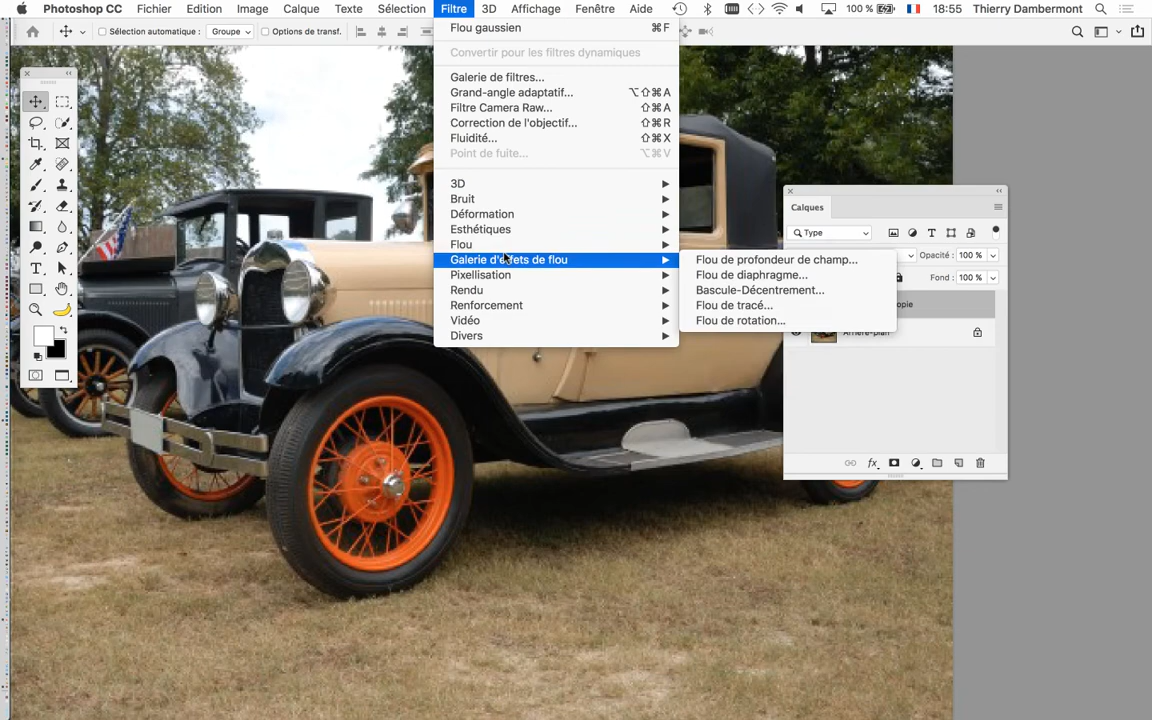 Photoshop CC Fichier Edition Image Calque Texte Sélection Filtre 3D Affichage Fenêtre Aide 100 % 18:55 Thierry Dambermont
Sélection automatique : Groupe Options de transf.
Flou gaussien ⌘F
Convertir pour les filtres dynamiques
Galerie de filtres...
Grand-angle adaptatif... ⌥⇧⌘A
Filtre Camera Raw... ⇧⌘A
Correction de l'objectif... ⇧⌘R
Fluidité... ⇧⌘X
Point de fuite... ⌥⌘V
3D
Bruit
Déformation
Esthétiques
Flou
Galerie d'effets de flou
Pixellisation
Rendu
Renforcement
Vidéo
Divers
Flou de profondeur de champ...
Flou de diaphragme...
Bascule-Décentrement...
Flou de tracé...
Flou de rotation...
Calques
Type
Opacité : 100 %
Fond : 100 %
opie
Arrière-plan